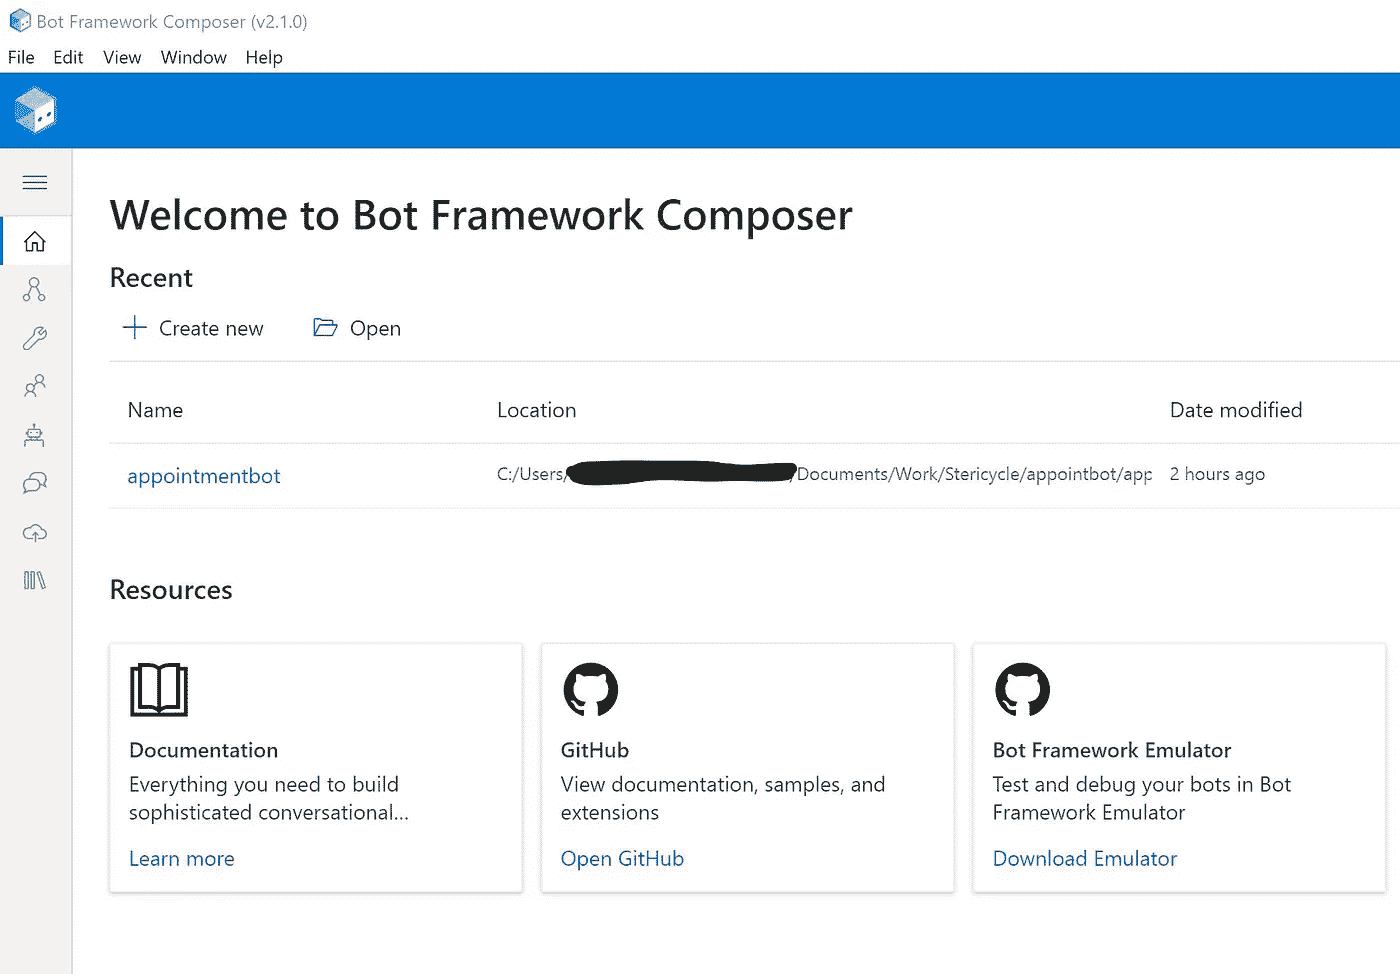 Bot Framework Composer (v2.1.0)
File Edit View Window Help
Welcome to Bot Framework Composer
Recent
Create new Open
Name Location Date modified
appointmentbot C:/Users/ /Documents/Work/Stericycle/appointbot/app 2 hours ago
Resources
Documentation
Everything you need to build
sophisticated conversational...
Learn more
GitHub
View documentation, samples, and
extensions
Open GitHub
Bot Framework Emulator
Test and debug your bots in Bot
Framework Emulator
Download Emulator